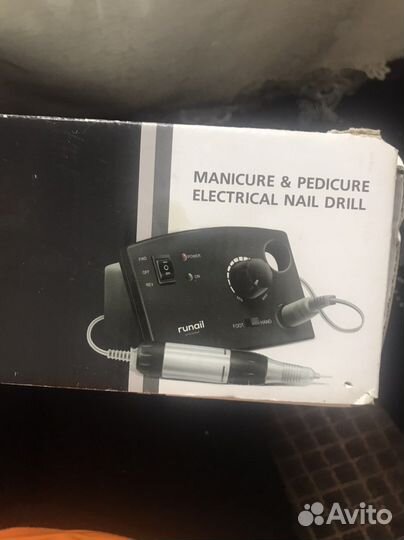 MANICURE & PEDICURE
ELECTRICAL NAIL DRILL
FWD
OFF
REV
POWER
ON
runail
FOOT HAND
Avito